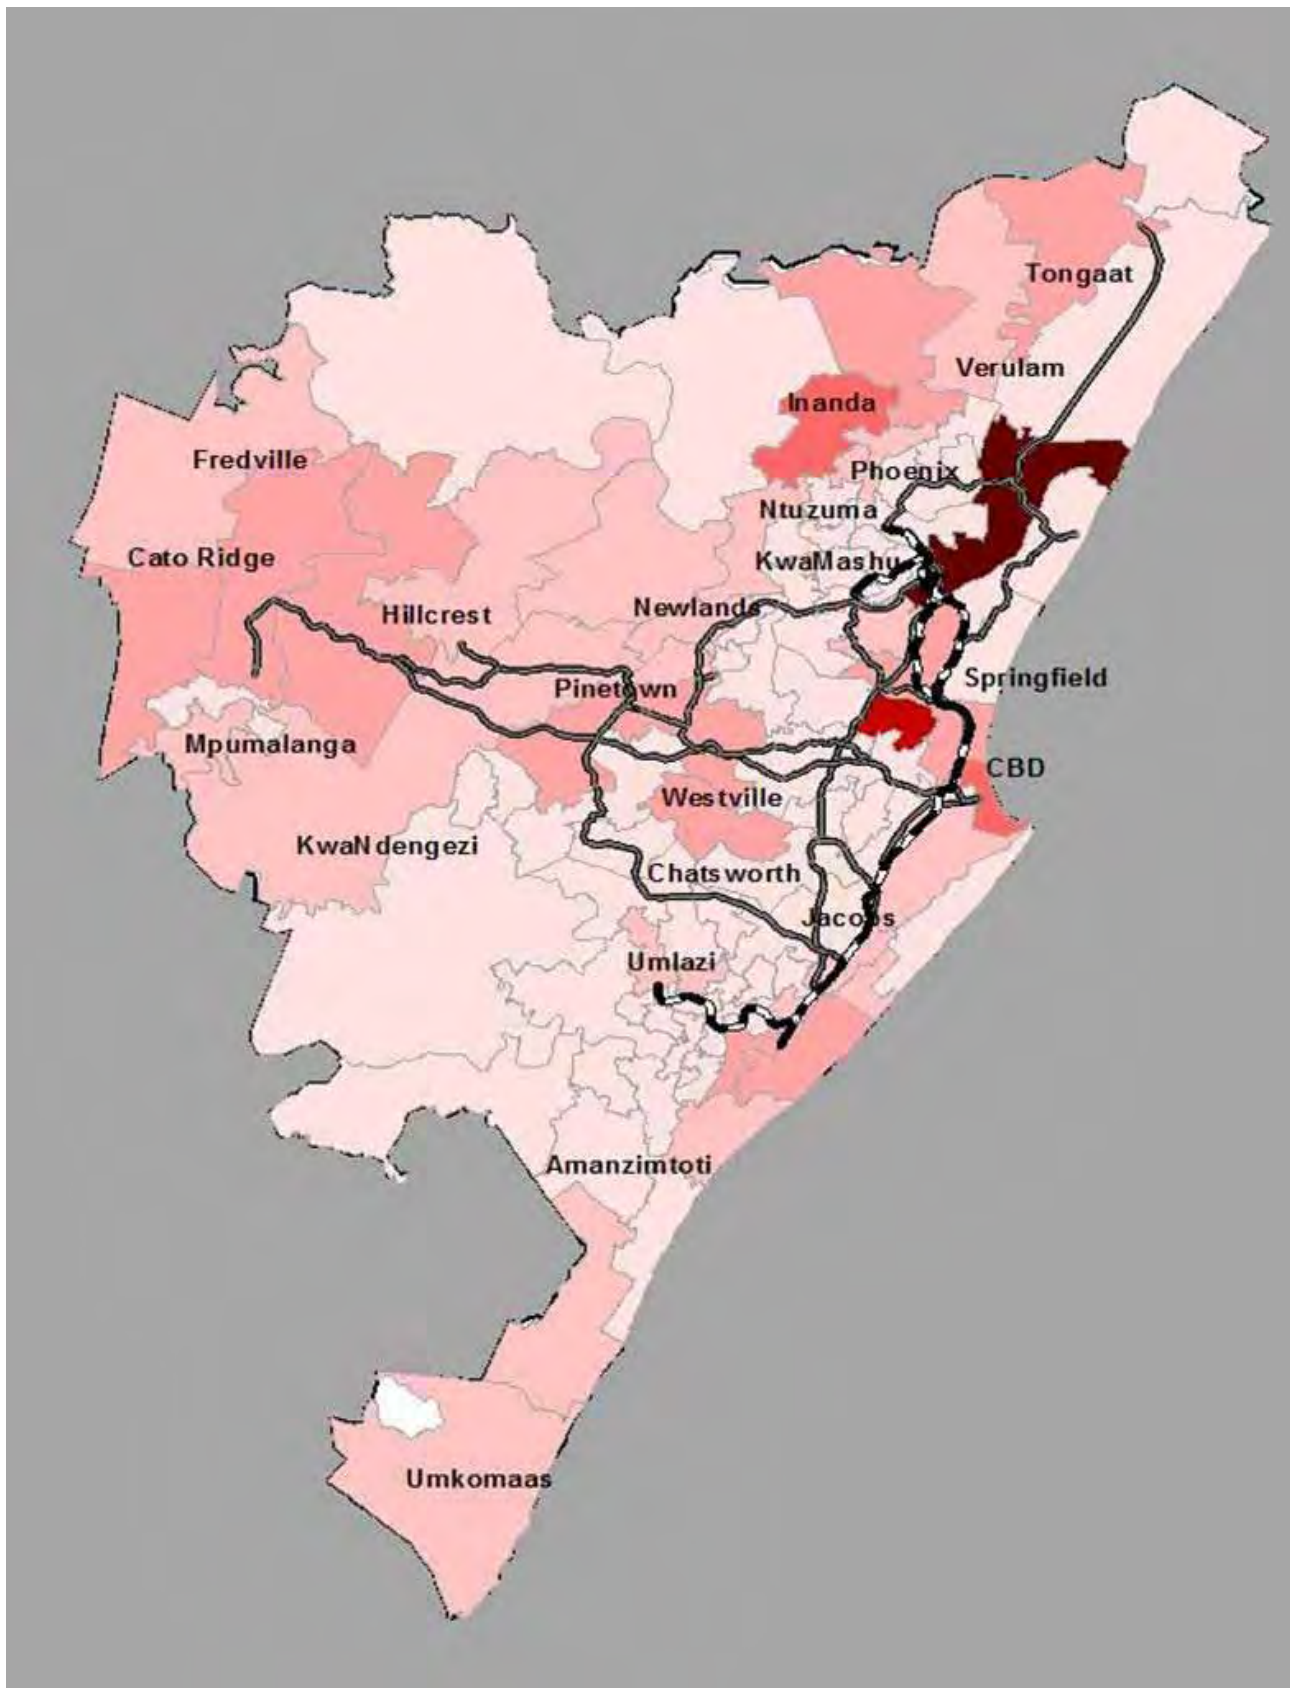 Tongaat
Verulam
Inanda
Fredville
Phoenix
Ntuzuma
Cato Ridge
KwaMashu
Hillcrest
Newlands
Springfield
Pinetown
Mpumalanga
CBD
Westville
KwaNdengezi
Chatsworth
Jacobs
Umlazi
Amanzimtoti
Umkomaas